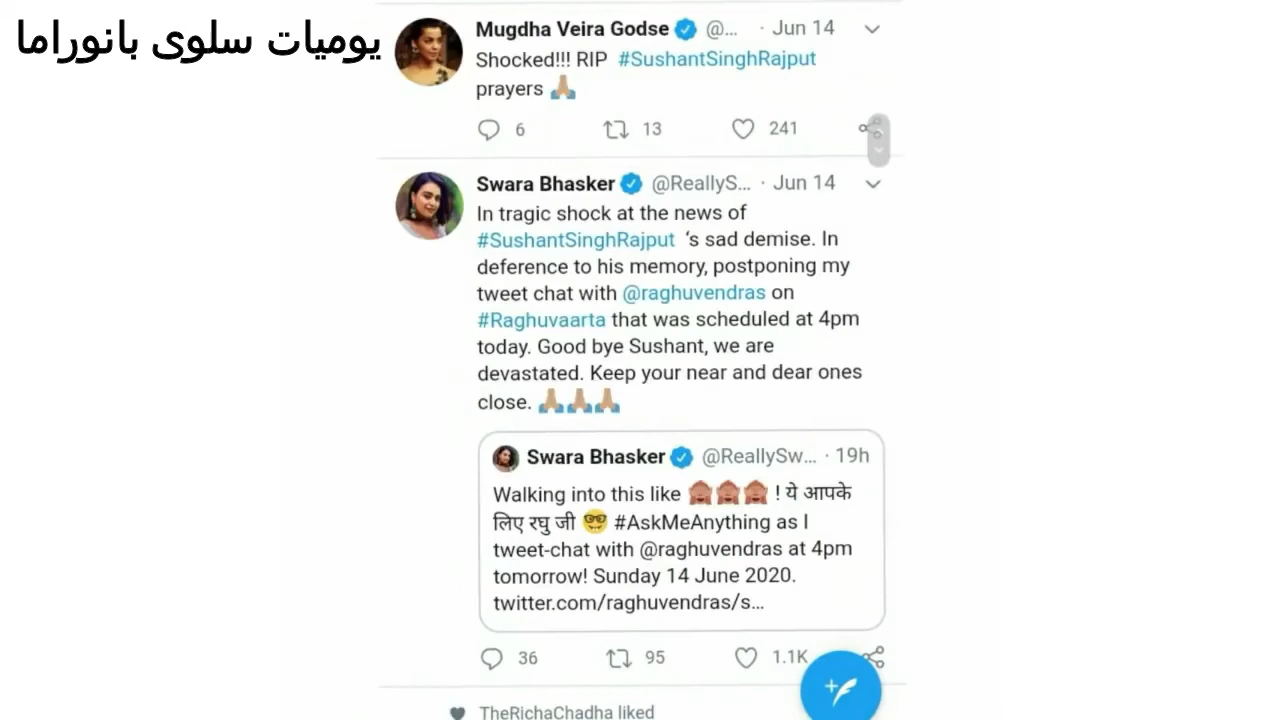 يوميات سلوى بانوراما
Mugdha Veira Godse @... · Jun 14
Shocked!!! RIP #SushantSinghRajput
prayers 🙏🏽
6 13 241
Swara Bhasker @ReallyS... · Jun 14
In tragic shock at the news of
#SushantSinghRajput ‘s sad demise. In
deference to his memory, postponing my
tweet chat with @raghuvendras on
#Raghuvaarta that was scheduled at 4pm
today. Good bye Sushant, we are
devastated. Keep your near and dear ones
close. 🙏🏽🙏🏽🙏🏽
Swara Bhasker @ReallySw... · 19h
Walking into this like 🙈🙈🙈 ! ये आपके
लिए रघु जी 🤓 #AskMeAnything as I
tweet-chat with @raghuvendras at 4pm
tomorrow! Sunday 14 June 2020.
twitter.com/raghuvendras/s...
36 95 1.1K
TheRichaChadha liked